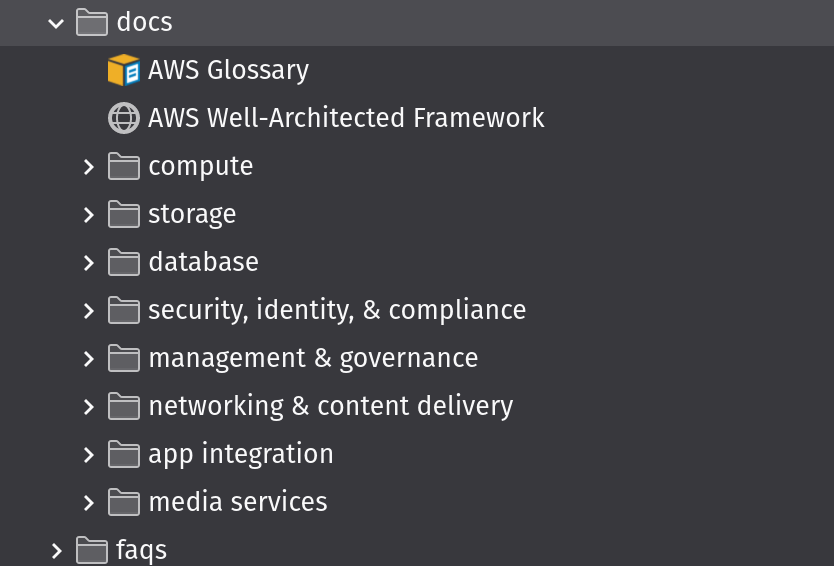 docs
AWS Glossary
AWS Well-Architected Framework
compute
storage
database
security, identity, & compliance
management & governance
networking & content delivery
app integration
media services
faqs